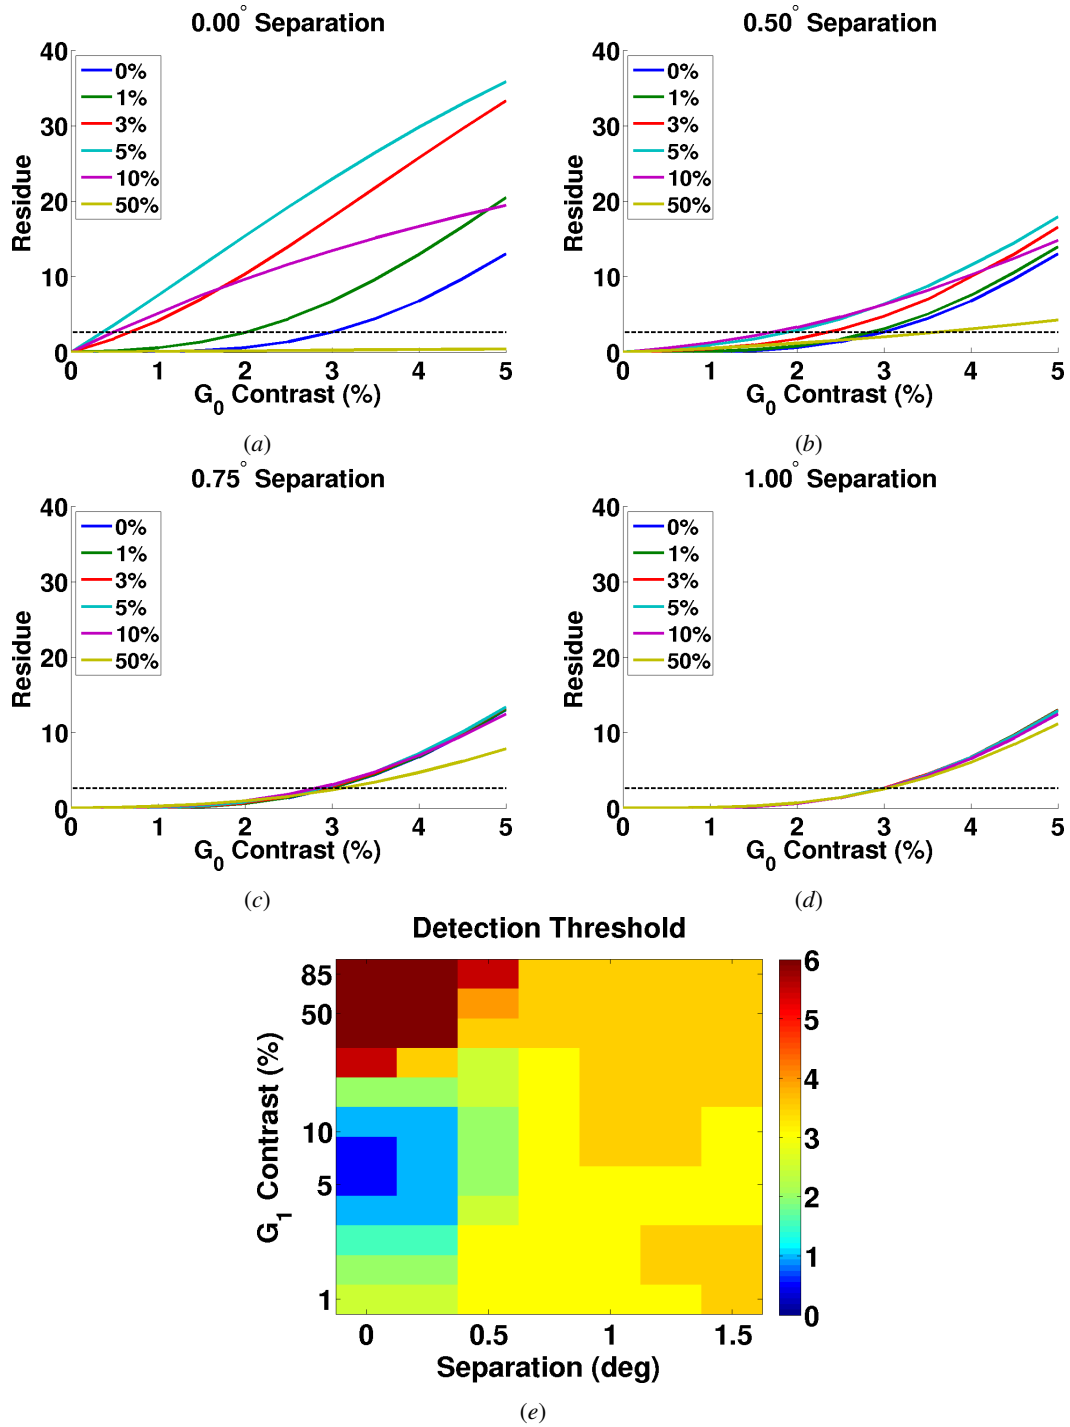 0.00° Separation
40
30
20
10
0
Residue
0%
1%
3%
5%
10%
50%
0 1 2 3 4 5
G0 Contrast (%)
(a)
0.50° Separation
40
30
20
10
0
Residue
0%
1%
3%
5%
10%
50%
0 1 2 3 4 5
G0 Contrast (%)
(b)
0.75° Separation
40
30
20
10
0
Residue
0%
1%
3%
5%
10%
50%
0 1 2 3 4 5
G0 Contrast (%)
(c)
1.00° Separation
40
30
20
10
0
Residue
0%
1%
3%
5%
10%
50%
0 1 2 3 4 5
G0 Contrast (%)
(d)
Detection Threshold
85
50
10
5
1
G1 Contrast (%)
0 0.5 1 1.5
Separation (deg)
6
5
4
3
2
1
0
(e)